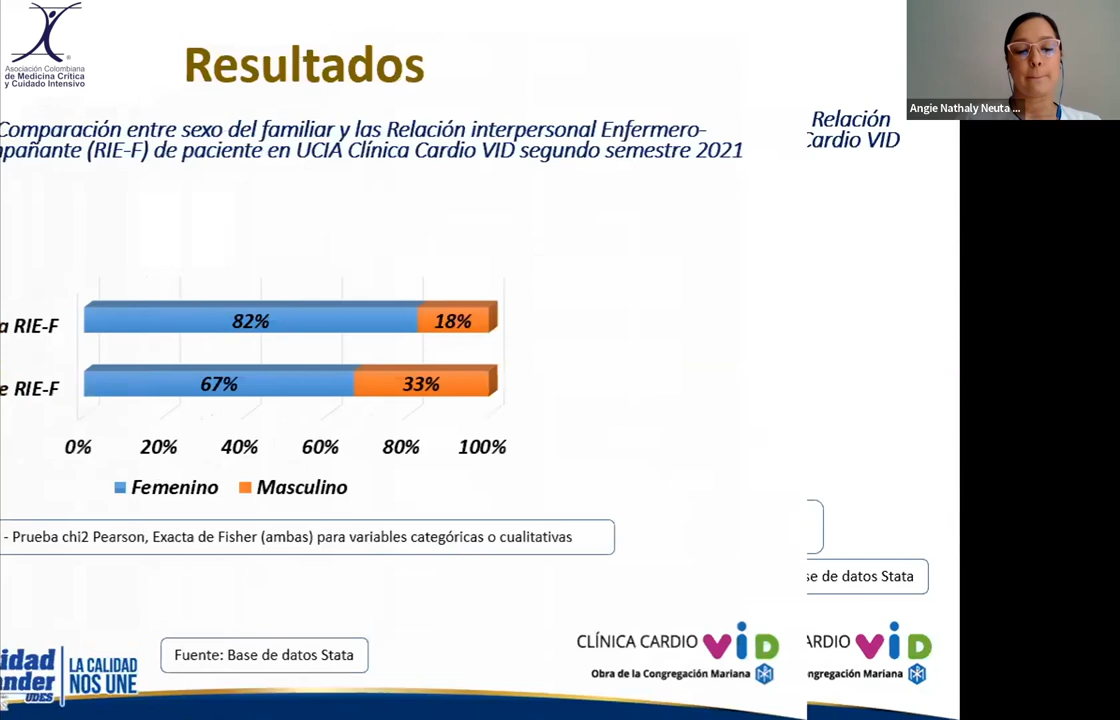 Asociación Colombiana
de Medicina Crítica
y Cuidado Intensivo
Resultados
Angie Nathaly Neuta ...
Comparación entre sexo del familiar y las Relación interpersonal Enfermero-
pañante (RIE-F) de paciente en UCIA Clínica Cardio VID segundo semestre 2021
Relación
Cardio VID
a RIE-F
82%
18%
e RIE-F
67%
33%
0% 20% 40% 60% 80% 100%
Femenino Masculino
- Prueba chi2 Pearson, Exacta de Fisher (ambas) para variables categóricas o cualitativas
se de datos Stata
idad
nder
UDES
LA CALIDAD
NOS UNE
Fuente: Base de datos Stata
CLÍNICA CARDIO VID
Obra de la Congregación Mariana
ARDIO VID
ngregación Mariana